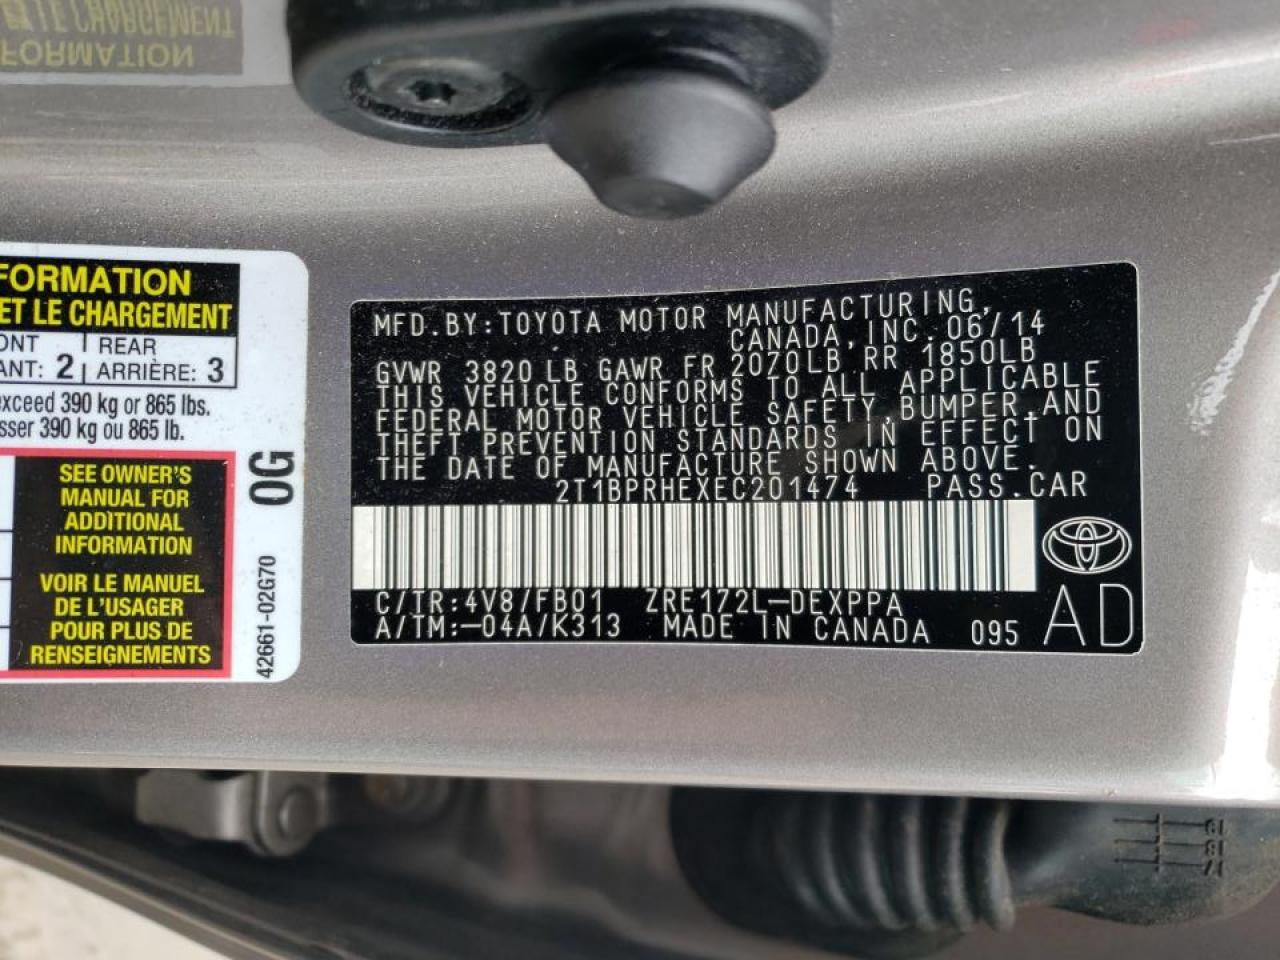 FORMATION
ET LE CHARGEMENT
ONT REAR
ANT: 2 ARRIÈRE: 3
exceed 390 kg or 865 lbs.
sser 390 kg ou 865 lb.
SEE OWNER'S
MANUAL FOR
ADDITIONAL
INFORMATION
VOIR LE MANUEL
DE L'USAGER
POUR PLUS DE
RENSEIGNEMENTS
0G
42661-02G70
MFD.BY:TOYOTA MOTOR MANUFACTURING,
CANADA, INC. 06/14
GVWR 3820 LB GAWR FR 2070LB RR 1850LB
THIS VEHICLE CONFORMS TO ALL APPLICABLE
FEDERAL MOTOR VEHICLE SAFETY, BUMPER, AND
THEFT PREVENTION STANDARDS IN EFFECT ON
THE DATE OF MANUFACTURE SHOWN ABOVE.
2T1BPRHEXEC201474 PASS.CAR
C/TR:4V8/FB01 ZRE172L-DEXPPA
A/TM:-04A/K313 MADE IN CANADA 095 AD